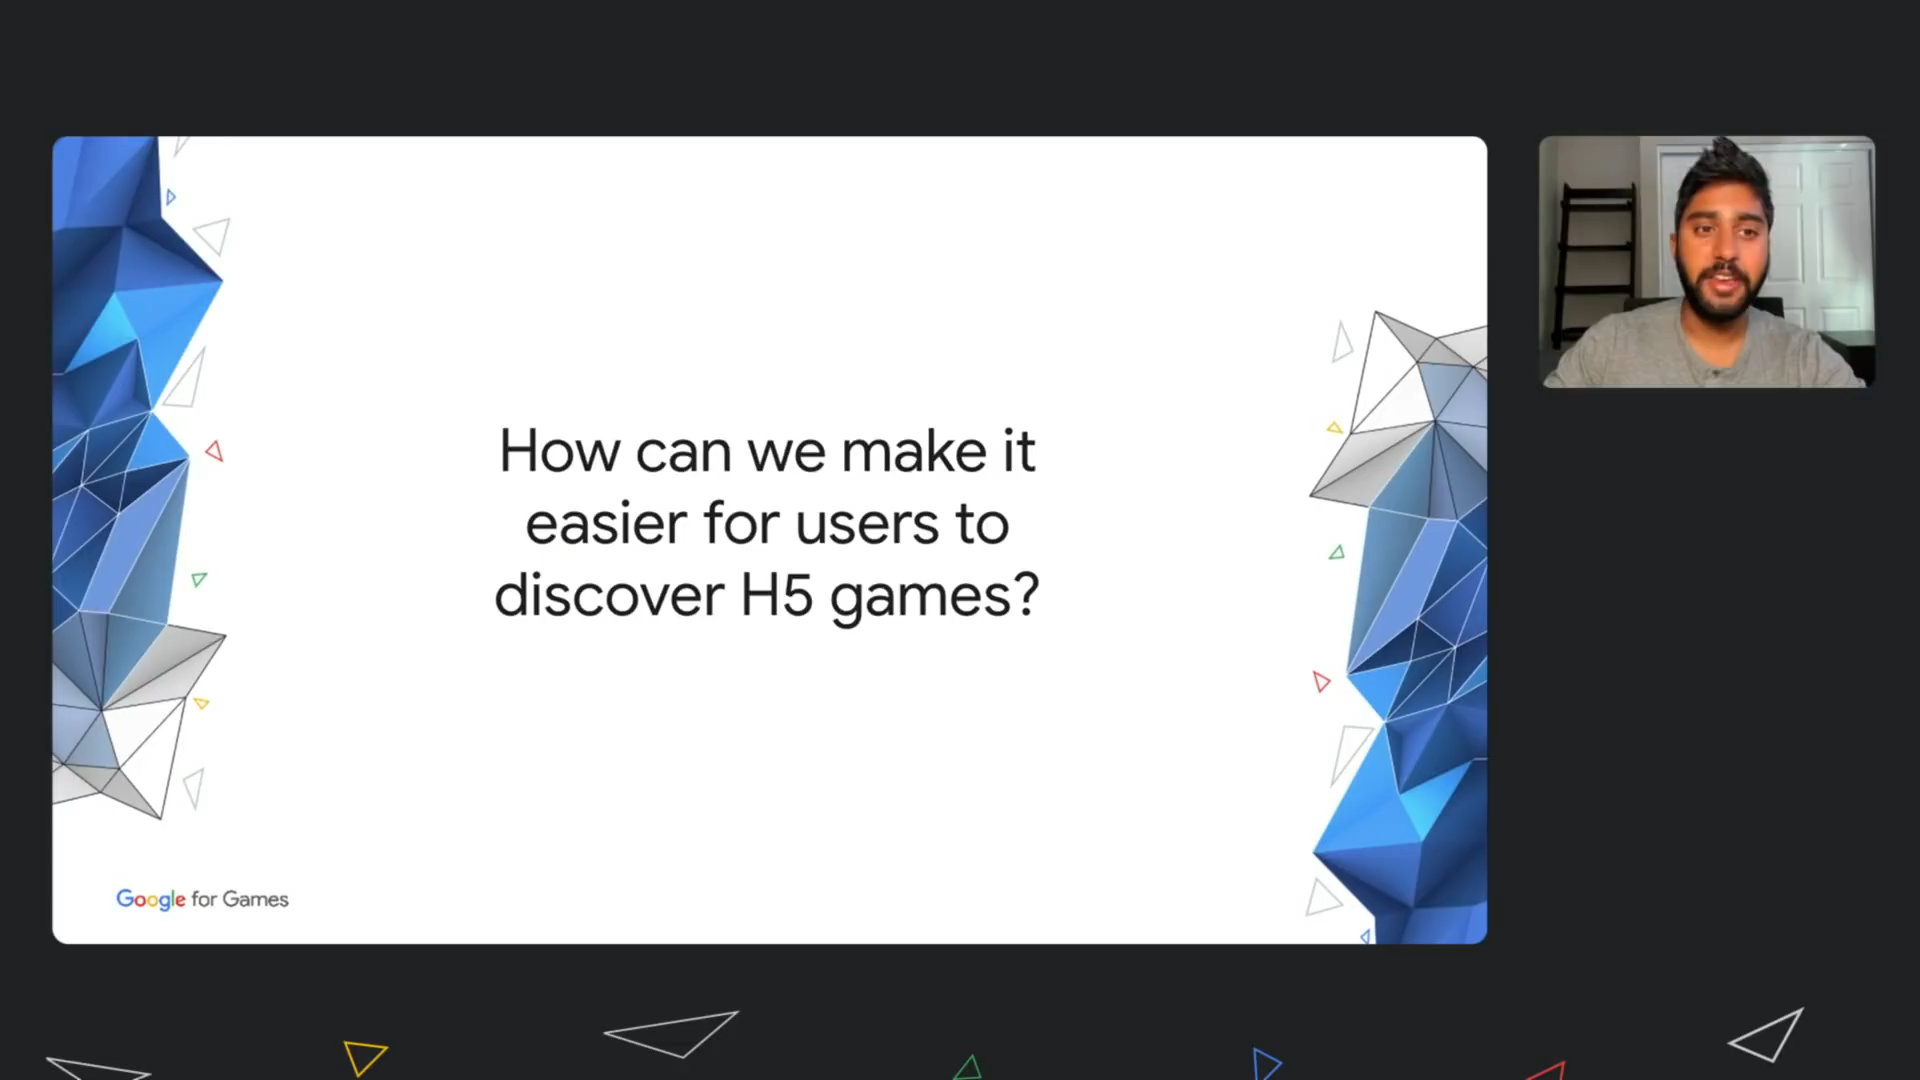 How can we make it
easier for users to
discover H5 games?
Google for Games